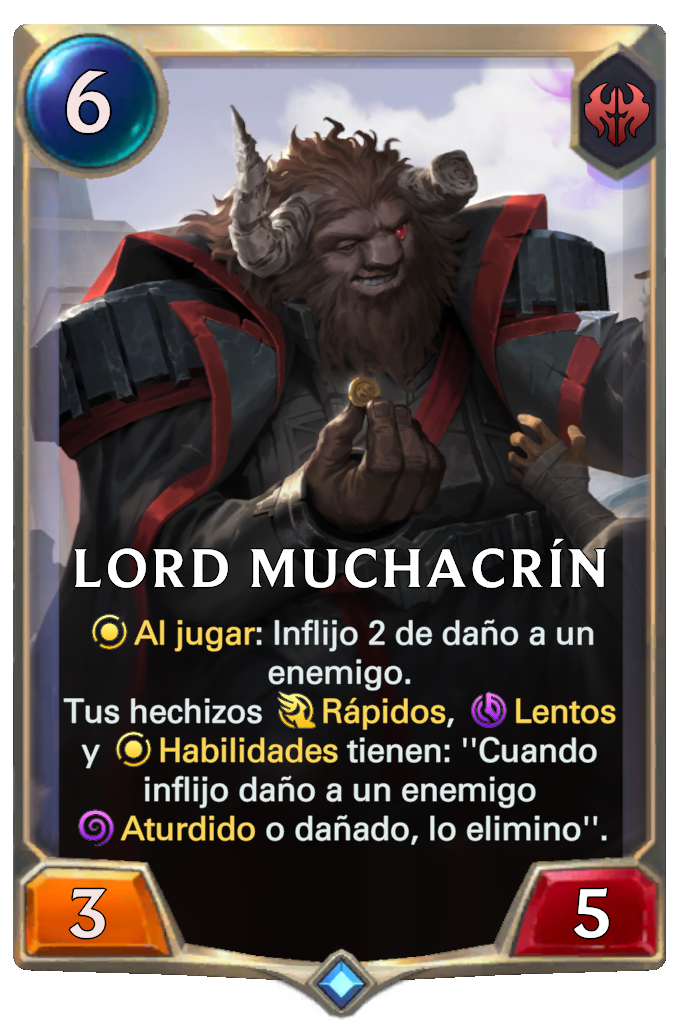 6
LORD MUCHACRÍN
Al jugar: Inflijo 2 de daño a un
enemigo.
Tus hechizos Rápidos, Lentos
y Habilidades tienen: ''Cuando
inflijo daño a un enemigo
Aturdido o dañado, lo elimino''.
3
5